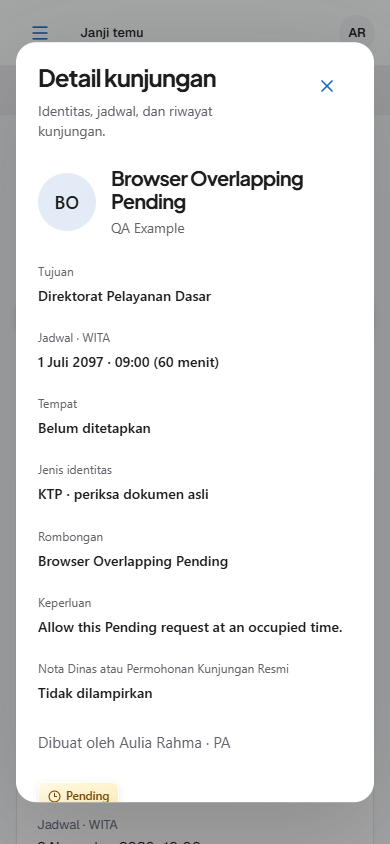 Janji temu
AR
Detail kunjungan
Identitas, jadwal, dan riwayat
kunjungan.
BO
Browser Overlapping
Pending
QA Example
Tujuan
Direktorat Pelayanan Dasar
Jadwal · WITA
1 Juli 2097 · 09:00 (60 menit)
Tempat
Belum ditetapkan
Jenis identitas
KTP · periksa dokumen asli
Rombongan
Browser Overlapping Pending
Keperluan
Allow this Pending request at an occupied time.
Nota Dinas atau Permohonan Kunjungan Resmi
Tidak dilampirkan
Dibuat oleh Aulia Rahma · PA
Pending
Jadwal · WITA